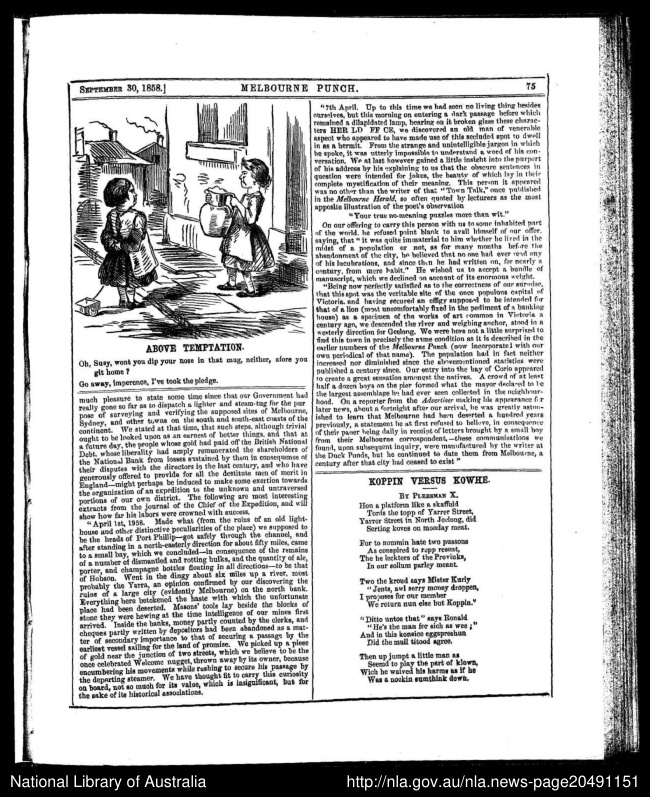 SEPTEMBER 30, 1858.]
MELBOURNE PUNCH.
75
ABOVE TEMPTATION.
Oh, Susy, wont you dip your nose in that mug, neither, afore you
git home ?
Go away, imperence, I've took the pledge.
much pleasure to state some time since that our Government had
really gone so far as to dispatch a lighter and steam-tug for the pur
pose of surveying and verifying the supposed sites of Melbourne,
Sydney, and other towns on the south and south-east coasts of the
continent. We stated at that time, that such steps, although trivial
ought to be looked upon as an earnest of better things, and that at
a future day, the people whose gold had paid off the British National
Debt, whose liberality had amply remunerated the shareholders of
the National Bank from losses sustained by them in consequence of
their disputes with the directors in the last century, and who have
generously offered to provide for all the destitute men of merit in
England—might perhaps be induced to make some exertion towards
the organization of an expedition to the unknown and untraversed
portions of our own district. The following are most interesting
extracts from the journal of the Chief of the Expedition, and will
show how far his labors were crowned with success.
"April 1st, 1958. Made what (from the ruins of an old light-
house and other distinctive peculiarities of the place) we supposed to
be the heads of Port Phillip—got safely through the channel, and
after standing in a north-easterly direction for about fifty miles, came
to a small bay, which we concluded—in consequence of the remains
of a number of dismantled and rotting hulks, and the quantity of ale,
porter, and champagne bottles floating in all directions—to be that
of Hobson. Went in the dingy about six miles up a river, most
probably the Yarra, an opinion confirmed by our discovering the
ruins of a large city (evidently Melbourne) on the north bank.
Everything here betokened the haste with which the unfortunate
place had been deserted. Masons' tools lay beside the blocks of
stone they were hewing at the time intelligence of our mines first
arrived. Inside the banks, money partly counted by the clerks, and
cheques partly written by depositors had been abandoned as a mat-
ter of secondary importance to that of securing a passage by the
earliest vessel sailing for the land of promise. We picked up a piece
of gold near the junction of two streets, which we believe to be the
once celebrated Welcome nugget, thrown away by its owner, because
encumbering his movements while rushing to secure his passage by
the departing steamer. We have thought fit to carry this curiosity
on board, not so much for its value, which is insignificant, but for
the sake of its historical associations.
"7th April. Up to this time we had seen no living thing besides
ourselves, but this morning on entering a dark passage before which
remained a dilapidated lamp, bearing on it broken glass these charac-
ters HER LD FF CE, we discovered an old man of venerable
aspect who appeared to have made use of this secluded spot to dwell
in as a hermit. From the strange and unintelligible jargon in which
he spoke, it was utterly impossible to understand a word of his con-
versation. We at last however gained a little insight into the purport
of his address by his explaining to us that the obscure sentences in
question were intended for jokes, the beauty of which lay in their
complete mystification of their meaning. This person it appeared
was no other than the writer of that "Town Talk," once published
in the Melbourne Herald, so often quoted by lecturers as the most
apposite illustration of the poet's observation
"Your true no-meaning puzzles more than wit."
On our offering to carry this person with us to some inhabited part
of the world, he refused point blank to avail himself of our offer,
saying, that "it was quite immaterial to him whether he lived in the
midst of a population or not, as for many months before the
abandonment of the city, he believed that no one had ever read any
of his lucubrations, and since then he had written on, for nearly a
century, from mere habit." He wished us to accept a bundle of
manuscript, which we declined on account of its enormous weight.
"Being now perfectly satisfied as to the correctness of our surmise,
that this spot was the veritable site of the once populous capital of
Victoria, and having secured an effigy supposed to be intended for
that of a lion (most uncomfortably fixed in the pediment of a banking
house) as a specimen of the works of art common in Victoria a
century ago, we descended the river and weighing anchor, stood in a
westerly direction for Geelong. We were here not a little surprised to
find this town in precisely the same condition as it is described in the
earlier numbers of the Melbourne Punch (now incorporated with our
own periodical of that name). The population had in fact neither
increased nor diminished since the abovementioned statistics were
published a century since. Our entry into the bay of Corio appeared
to create a great sensation amongst the natives. A crowd of at least
half a dozen boys on the pier formed what the mayor declared to be
the largest assemblage he had ever seen collected in the neighbour-
hood. On a reporter from the Advertiser making his appearance for
later news, about a fortnight after our arrival, he was greatly aston-
ished to learn that Melbourne had been deserted a hundred years
previously, a statement he at first refused to believe, in consequence
of their paper being daily in receipt of letters brought by a small boy
from their Melbourne correspondent,—these communications we
found, upon subsequent inquiry, were manufactured by the writer at
the Duck Ponds, but he continued to date them from Melbourne, a
century after that city had ceased to exist"
KOPPIN VERSUS KOWHE.
BY PLEESMAN X.
Hon a platform like a skaffuld
Tords the topp of Yarrer Street,
Yarrer Street in North Jeelong, did
Serting koves on monday meat.
For to nommin hate two pussons
As conspired to rapp resent,
The he leckters of the Provinks,
In our sollum parley meant.
Two the kroud says Mister Kurly
"Jents, awl serry money droppen,
I proposes for our member
We return nun else but Koppin."
"Ditto untoe that" says Ronald
"He's the man for sich as wee ;"
And in this konsice eggspreshun
Did the mull titood agree.
Then up jumpt a little man as
Seemd to play the part of klown,
Wich he waived his harms as if he
Was a nockin sumthink down.
National Library of Australia
http://nla.gov.au/nla.news-page20491151